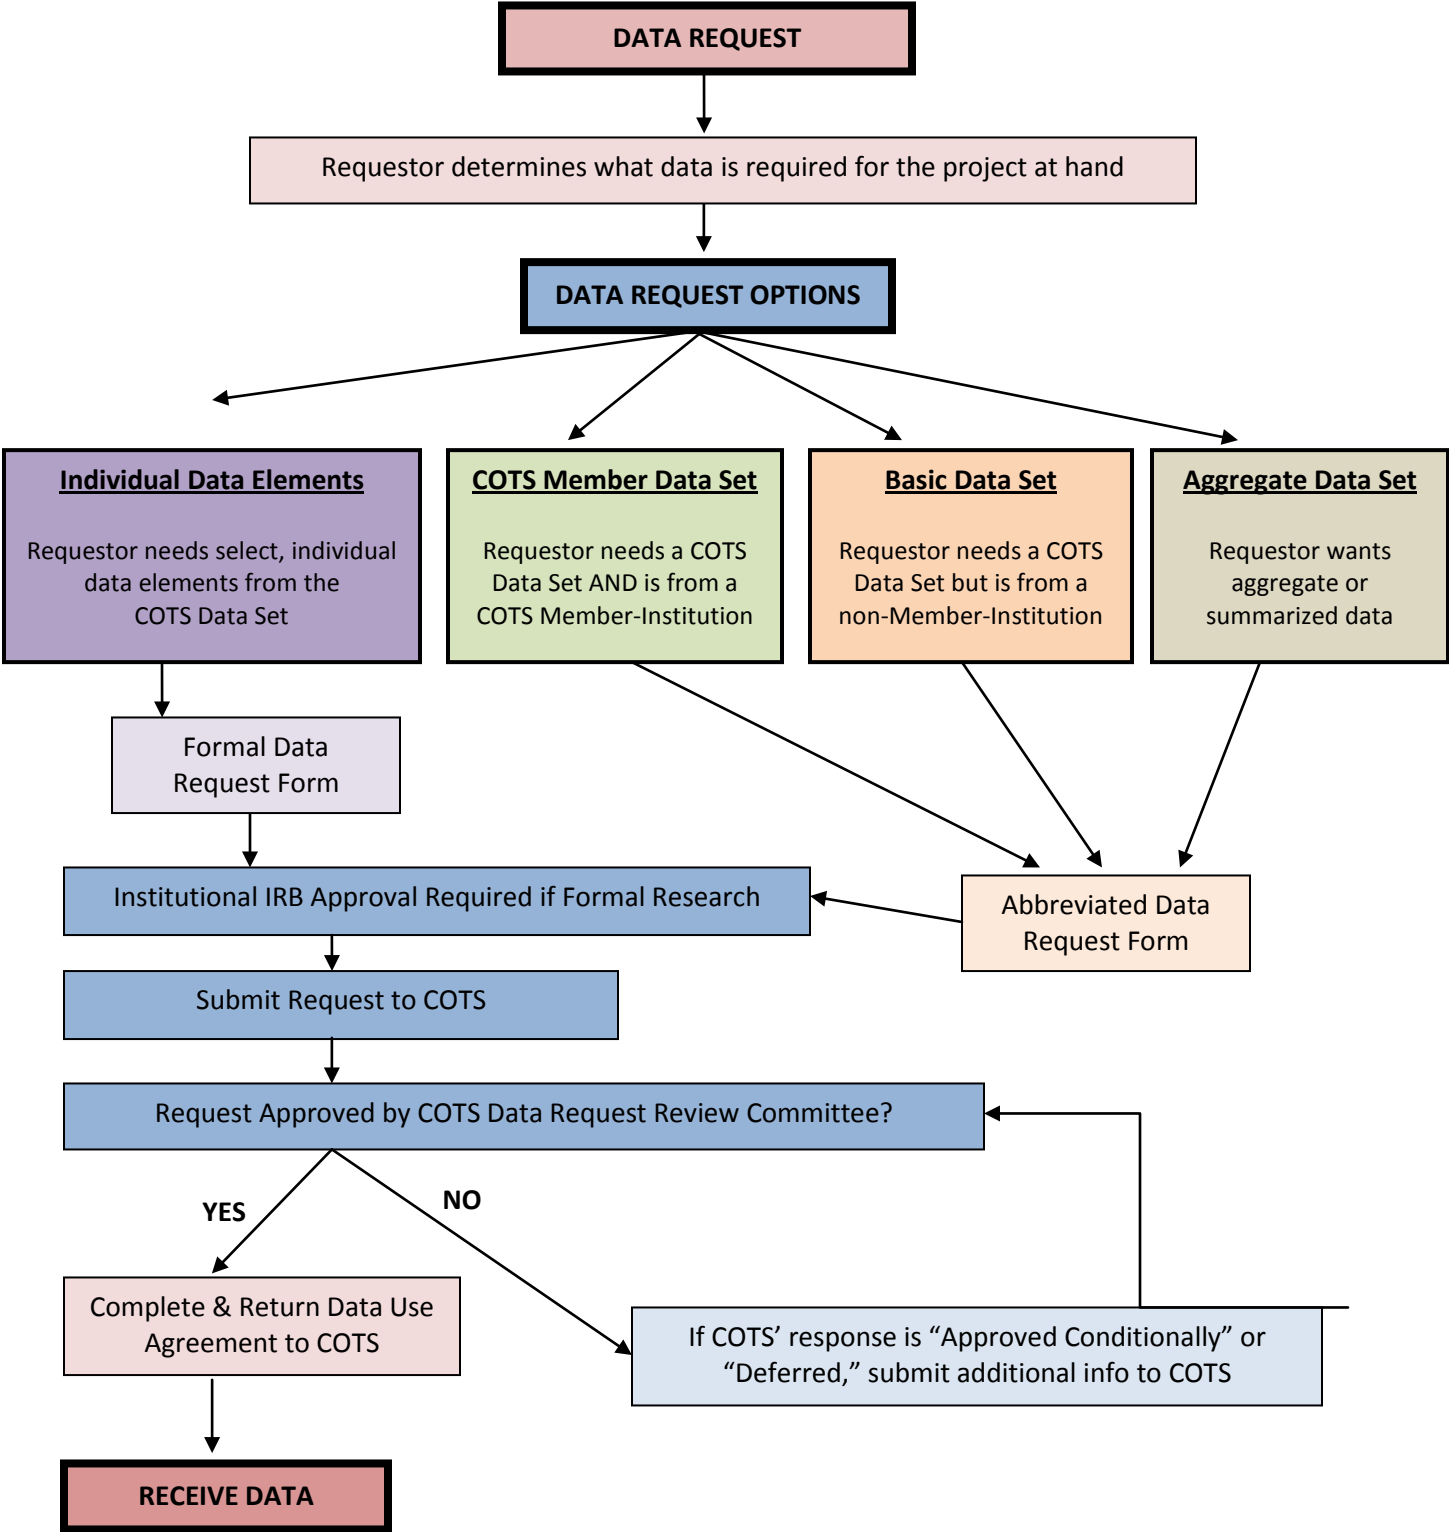 DATA REQUEST
Requestor determines what data is required for the project at hand
DATA REQUEST OPTIONS
Individual Data Elements
Requestor needs select, individual
data elements from the
COTS Data Set
COTS Member Data Set
Requestor needs a COTS
Data Set AND is from a
COTS Member-Institution
Basic Data Set
Requestor needs a COTS
Data Set but is from a
non-Member-Institution
Aggregate Data Set
Requestor wants
aggregate or
summarized data
Formal Data
Request Form
Institutional IRB Approval Required if Formal Research
Abbreviated Data
Request Form
Submit Request to COTS
Request Approved by COTS Data Request Review Committee?
YES
NO
Complete & Return Data Use
Agreement to COTS
If COTS’ response is “Approved Conditionally” or
“Deferred,” submit additional info to COTS
RECEIVE DATA